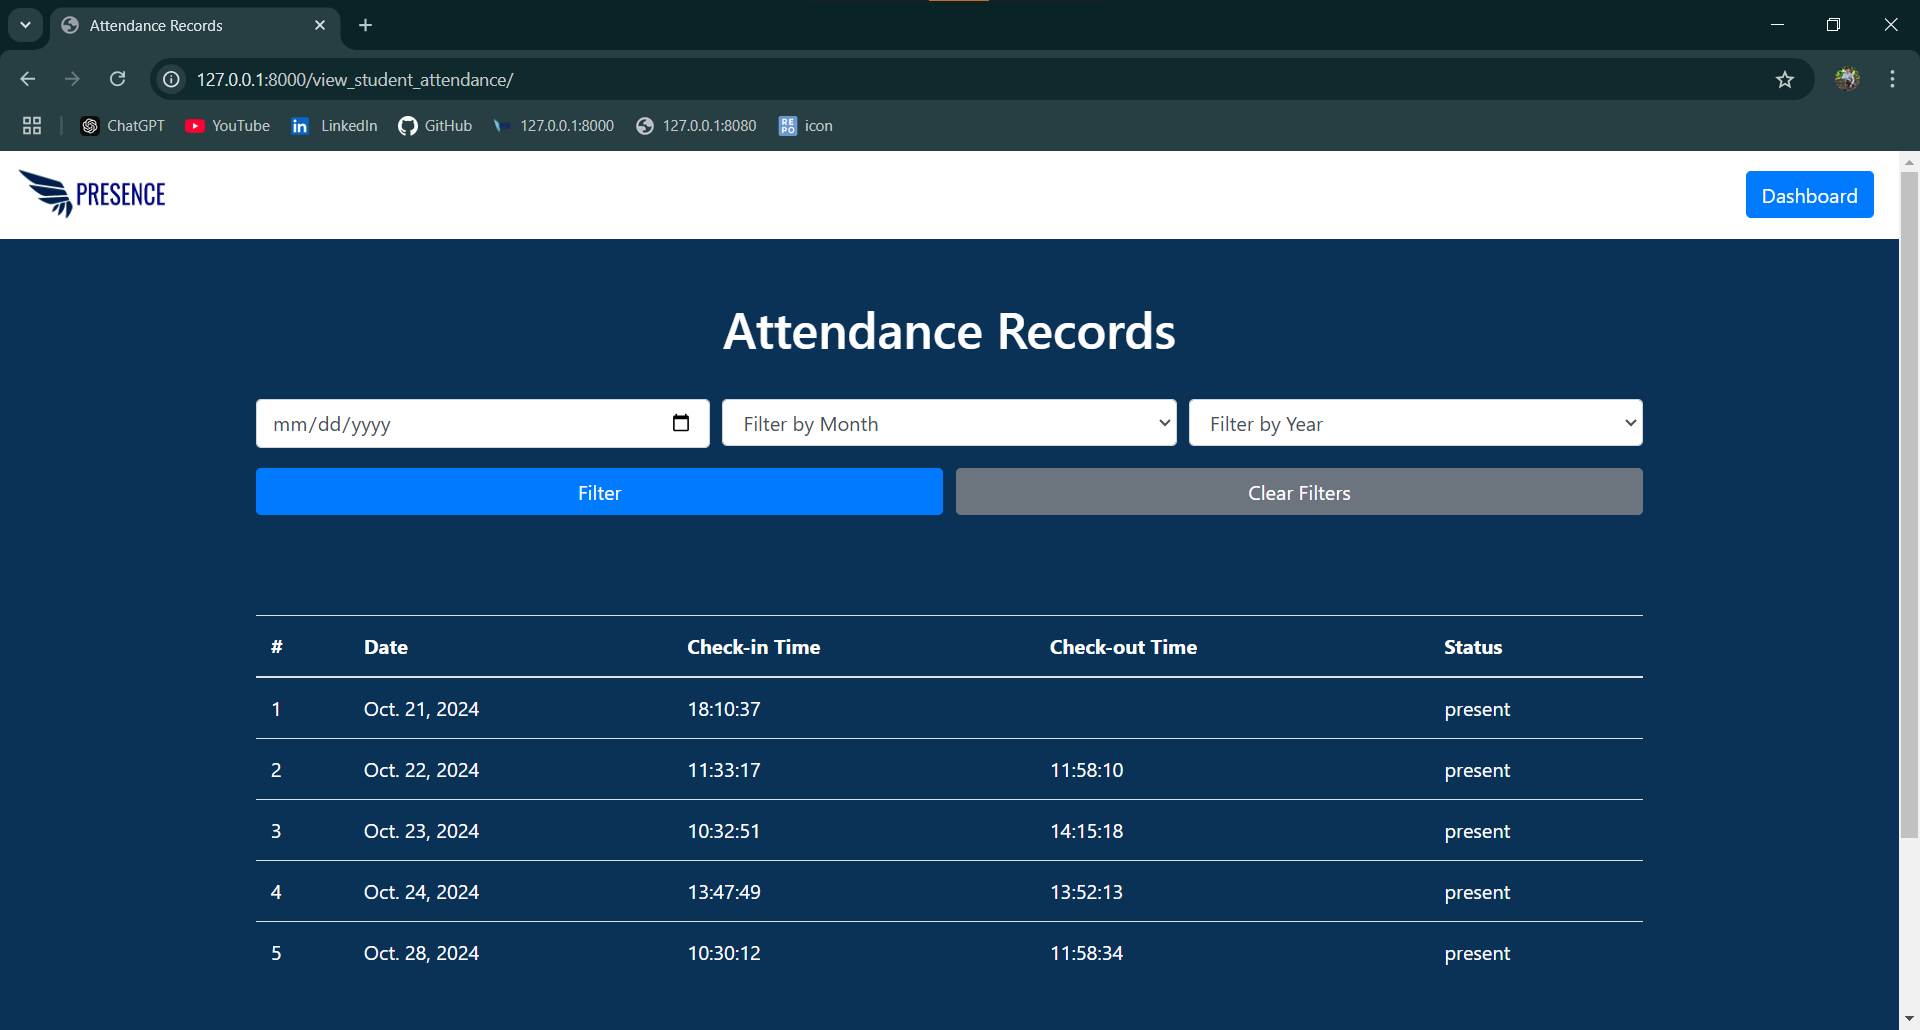 Attendance Records
127.0.0.1:8000/view_student_attendance/
ChatGPT YouTube LinkedIn GitHub 127.0.0.1:8000 127.0.0.1:8080 REPO icon
PRESENCE Dashboard
Attendance Records
mm/dd/yyyy Filter by Month Filter by Year
Filter Clear Filters
# Date Check-in Time Check-out Time Status
1 Oct. 21, 2024 18:10:37 present
2 Oct. 22, 2024 11:33:17 11:58:10 present
3 Oct. 23, 2024 10:32:51 14:15:18 present
4 Oct. 24, 2024 13:47:49 13:52:13 present
5 Oct. 28, 2024 10:30:12 11:58:34 present